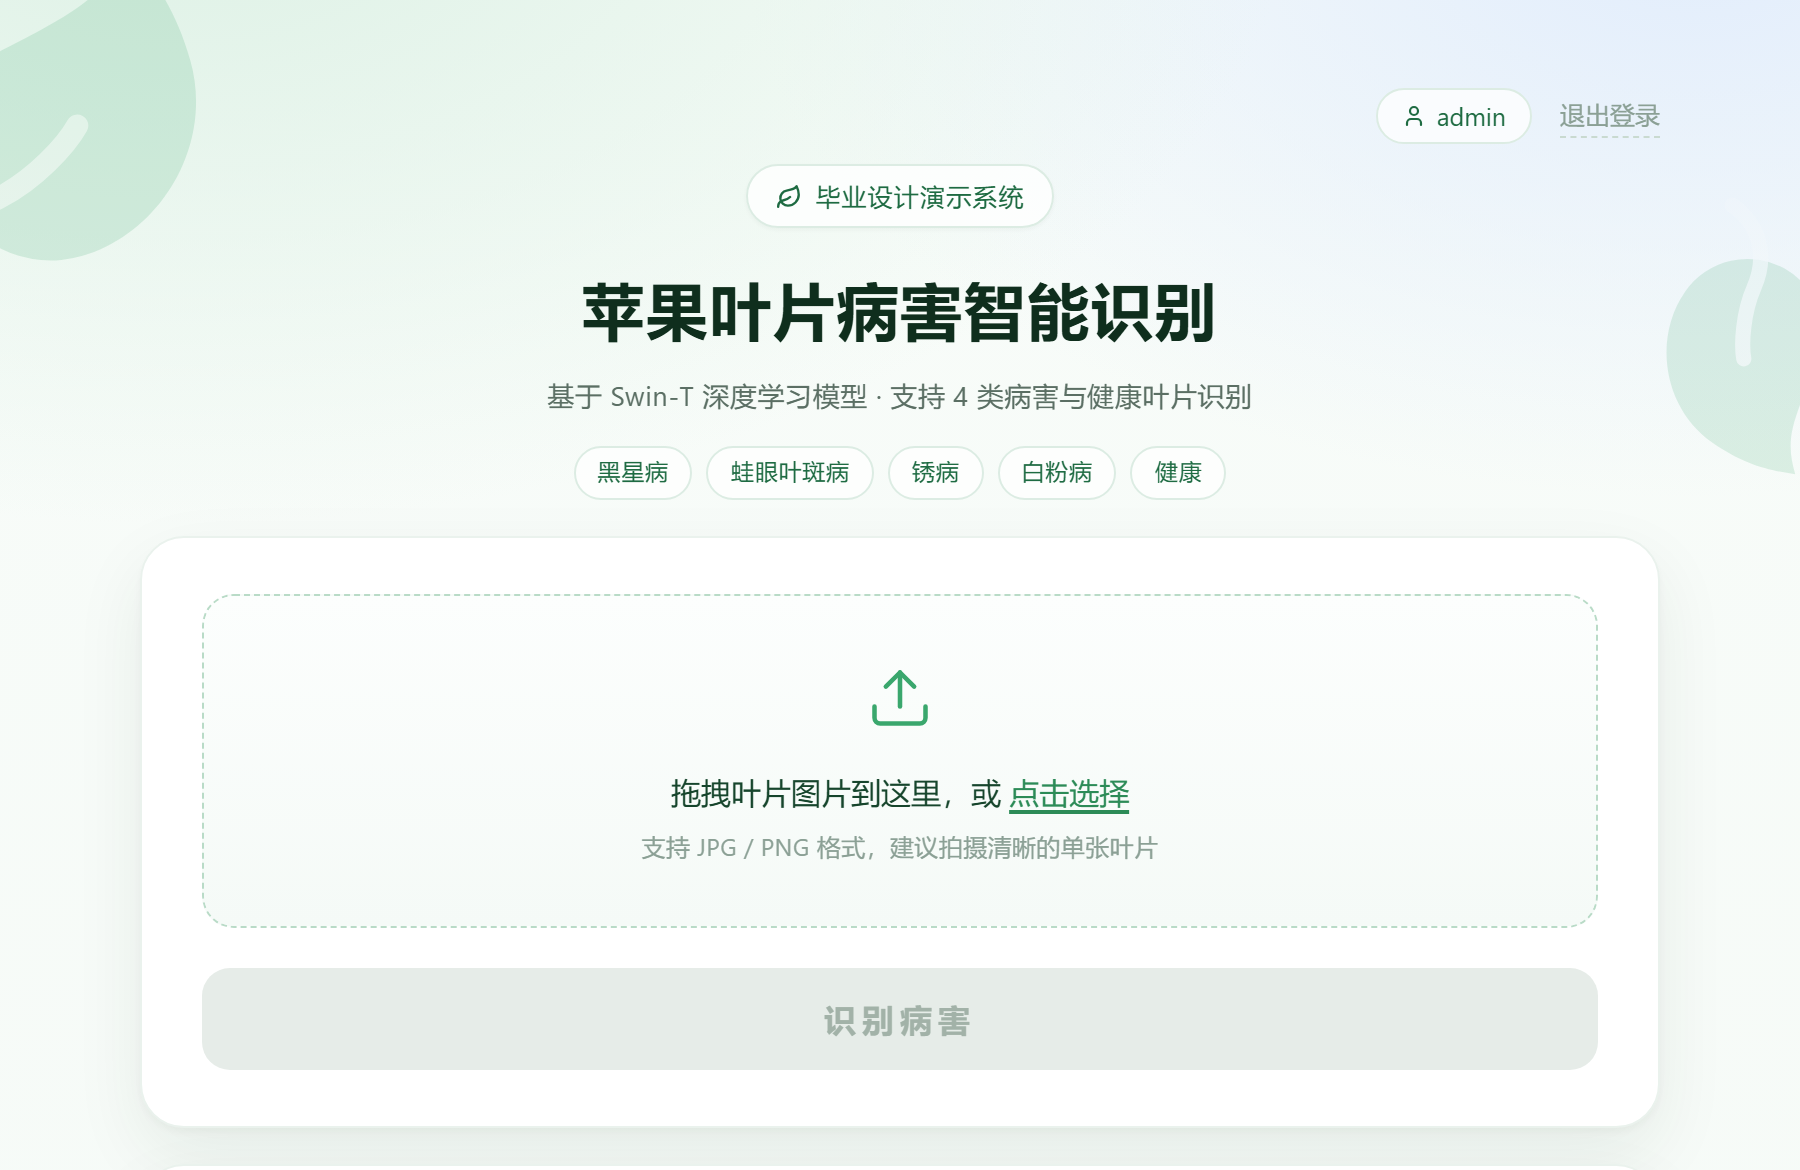 admin
退出登录
毕业设计演示系统
苹果叶片病害智能识别
基于 Swin-T 深度学习模型 · 支持 4 类病害与健康叶片识别
黑星病
蛙眼叶斑病
锈病
白粉病
健康
拖拽叶片图片到这里，或 点击选择
支持 JPG / PNG 格式，建议拍摄清晰的单张叶片
识别病害